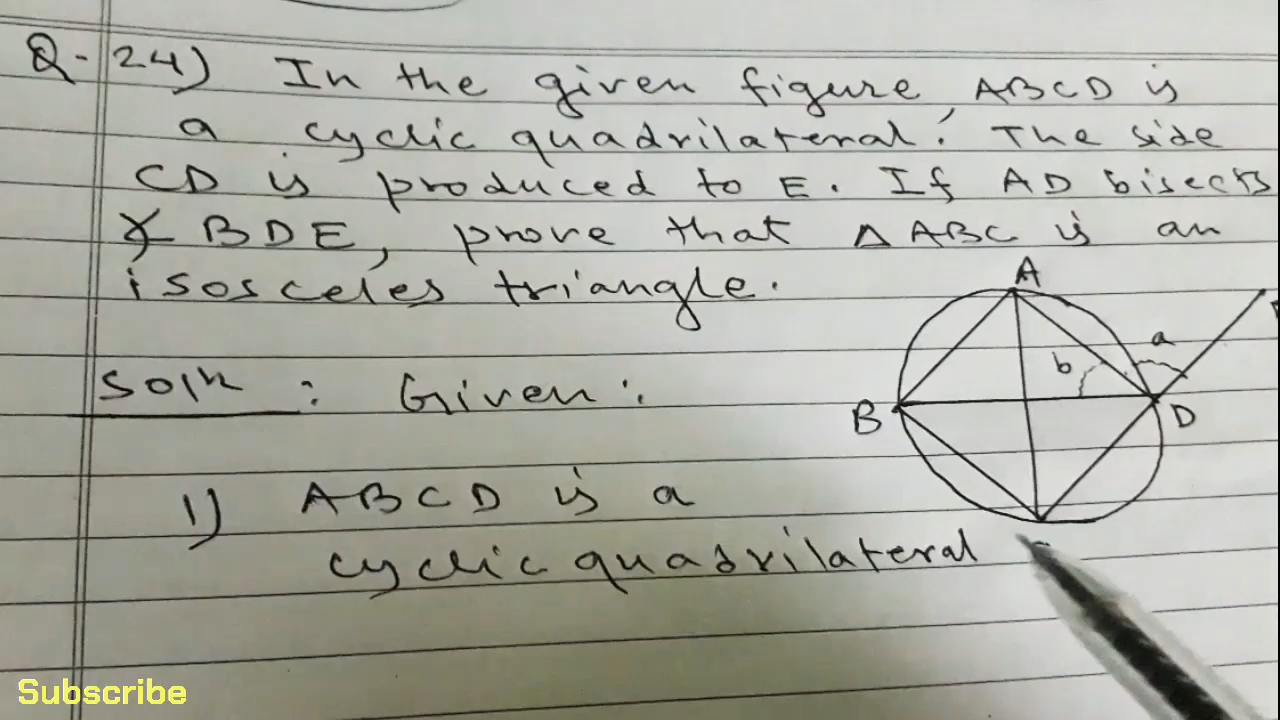 Q-24) In the given figure, ABCD is
a cyclic quadrilateral. The side
CD is produced to E. If AD bisects
∡ BDE, prove that △ABC is an
isosceles triangle.
A
a
b
B
D
Soln : Given :
1) ABCD is a
cyclic quadrilateral
Subscribe